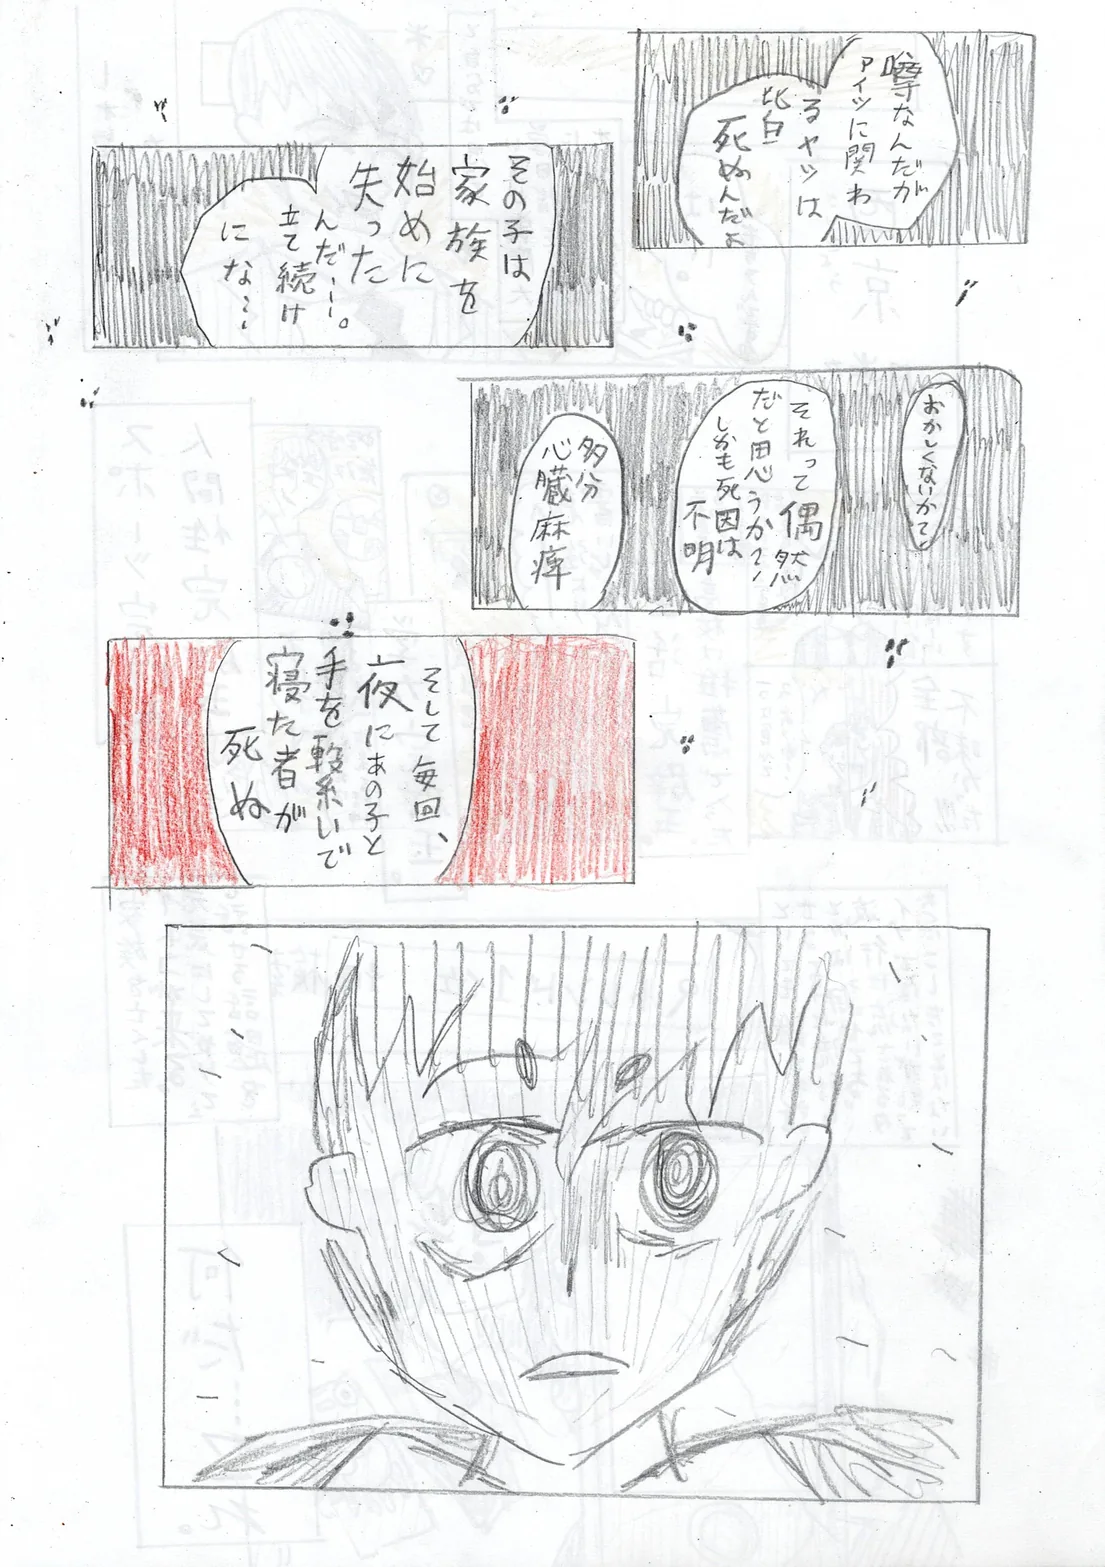 噂なんだが
アイツに関わ
るヤツは
皆
死ぬんだよ
その子は
家族を
始めに
失った
んだ――。
立て続け
にな…
おかしくないかて
それって偶然
だと思うか?
しかも死因は
不明
多分
心臓麻痺
そして毎回、
夜にあの子と
手を繋いで
寝た者が
死ぬ